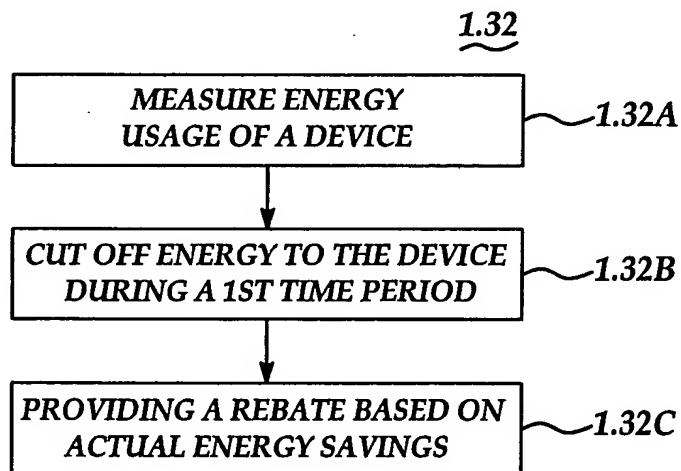 1.32
MEASURE ENERGY
USAGE OF A DEVICE
1.32A
CUT OFF ENERGY TO THE DEVICE
DURING A 1ST TIME PERIOD
1.32B
PROVIDING A REBATE BASED ON
ACTUAL ENERGY SAVINGS
1.32C